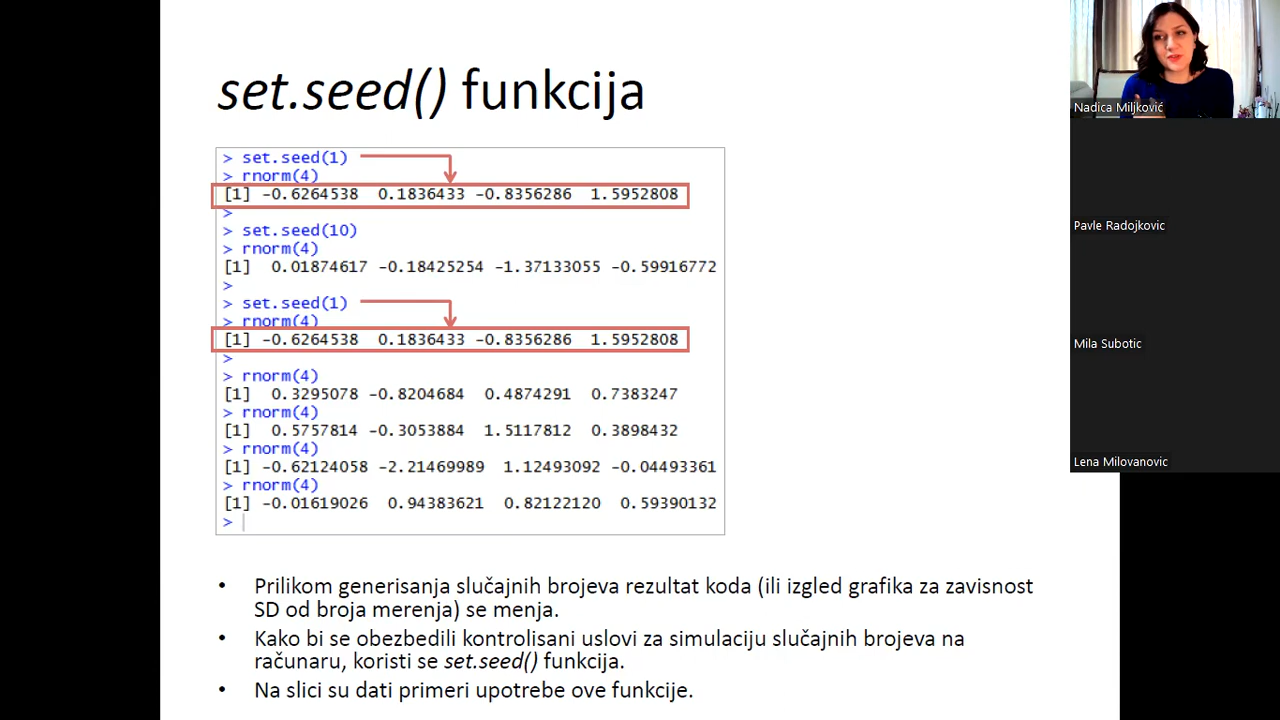 set.seed() funkcija
> set.seed(1)
> rnorm(4)
[1] -0.6264538 0.1836433 -0.8356286 1.5952808
>
> set.seed(10)
> rnorm(4)
[1] 0.01874617 -0.18425254 -1.37133055 -0.59916772
>
> set.seed(1)
> rnorm(4)
[1] -0.6264538 0.1836433 -0.8356286 1.5952808
>
> rnorm(4)
[1] 0.3295078 -0.8204684 0.4874291 0.7383247
> rnorm(4)
[1] 0.5757814 -0.3053884 1.5117812 0.3898432
> rnorm(4)
[1] -0.62124058 -2.21469989 1.12493092 -0.04493361
> rnorm(4)
[1] -0.01619026 0.94383621 0.82122120 0.59390132
>
• Prilikom generisanja slučajnih brojeva rezultat koda (ili izgled grafika za zavisnost
SD od broja merenja) se menja.
• Kako bi se obezbedili kontrolisani uslovi za simulaciju slučajnih brojeva na
računaru, koristi se set.seed() funkcija.
• Na slici su dati primeri upotrebe ove funkcije.
Nadica Miljković
Pavle Radojkovic
Mila Subotic
Lena Milovanovic